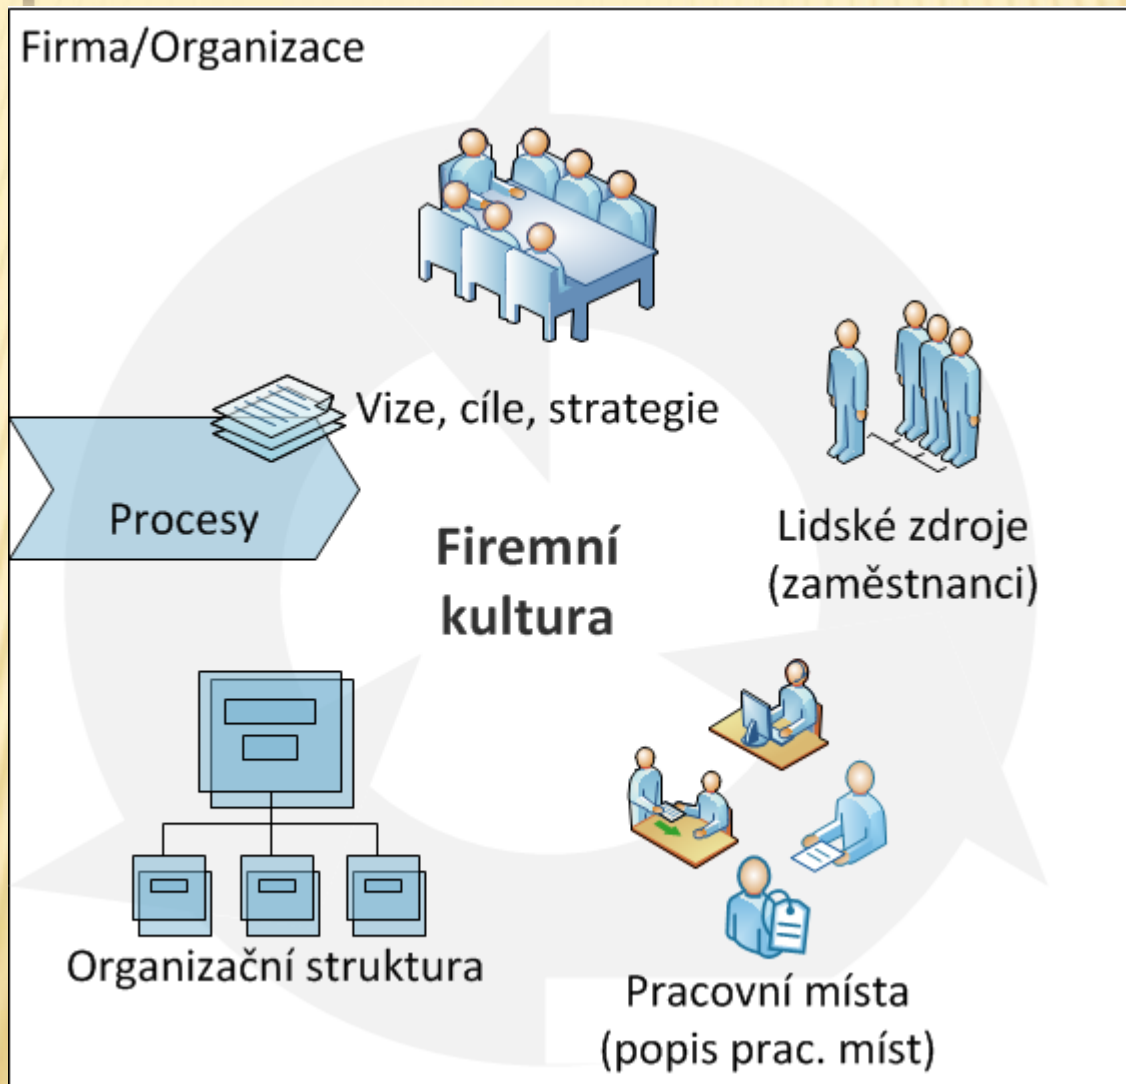 Firma/Organizace
Vize, cíle, strategie
Procesy
Firemní
kultura
Lidské zdroje
(zaměstnanci)
Organizační struktura
Pracovní místa
(popis prac. míst)